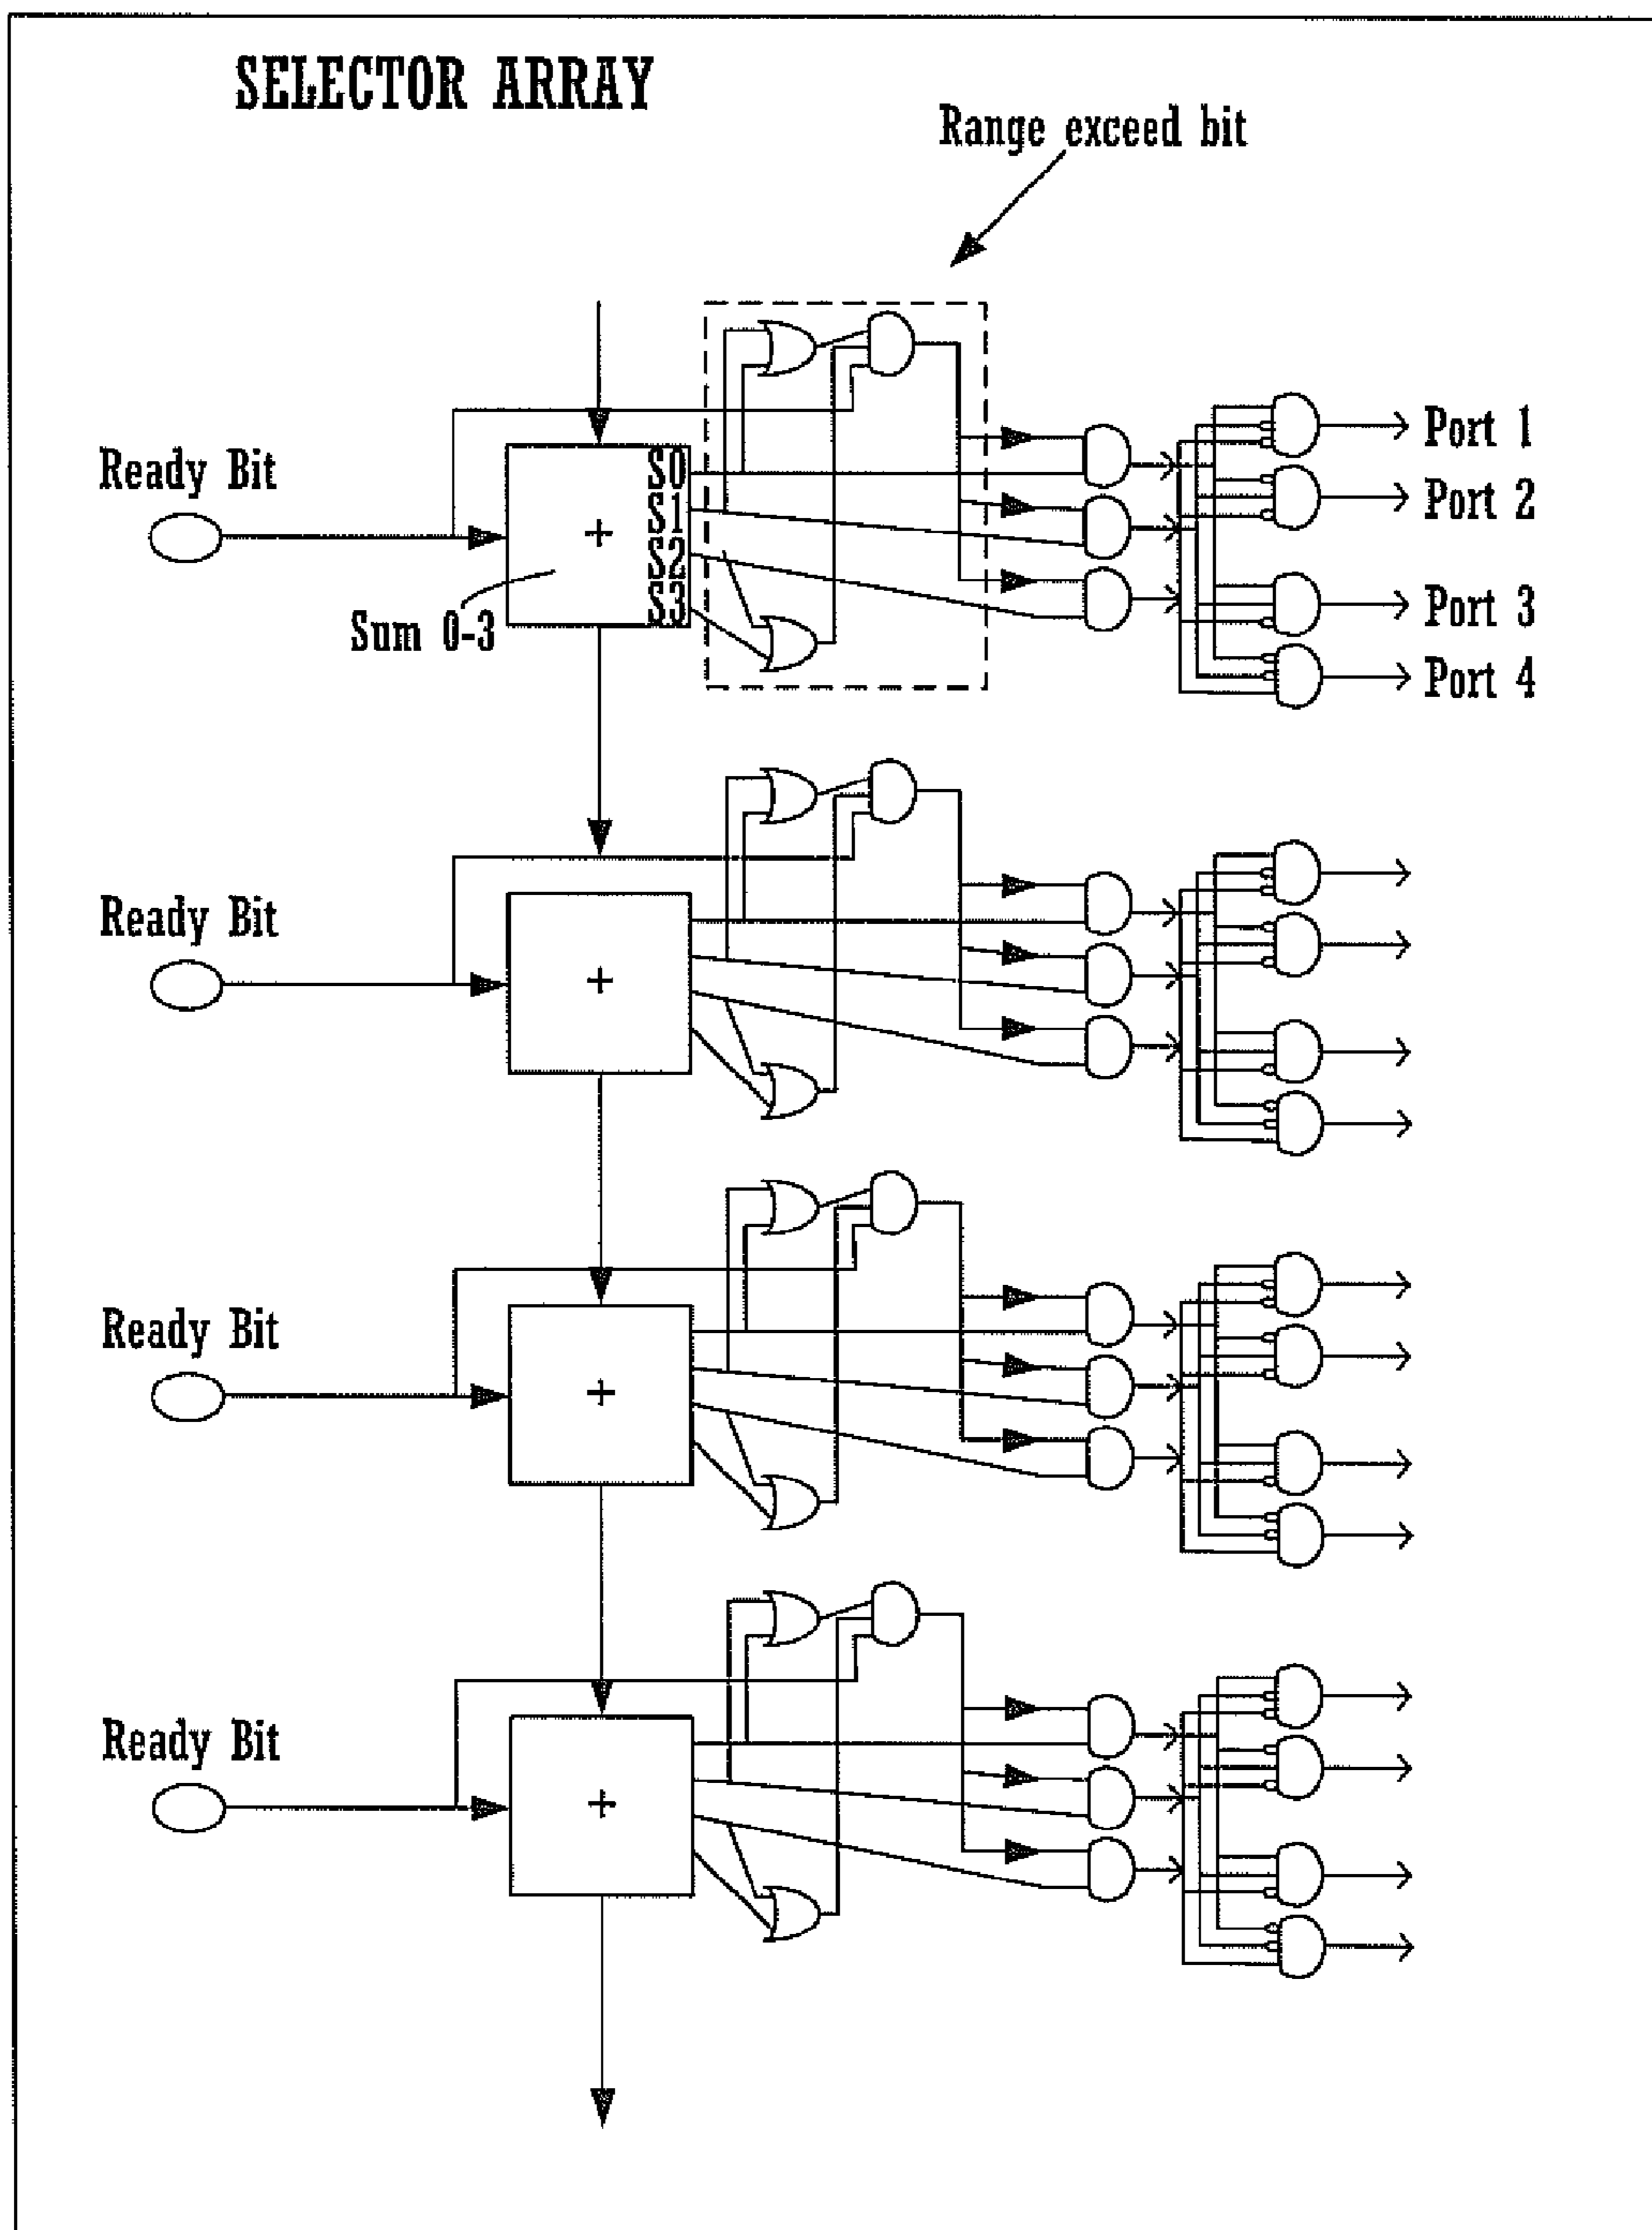 SELECTOR ARRAY
Range exceed bit
Ready Bit
S0
S1
+
S2
S3
Sum 0-3
Port 1
Port 2
Port 3
Port 4
Ready Bit
+
Ready Bit
+
Ready Bit
+